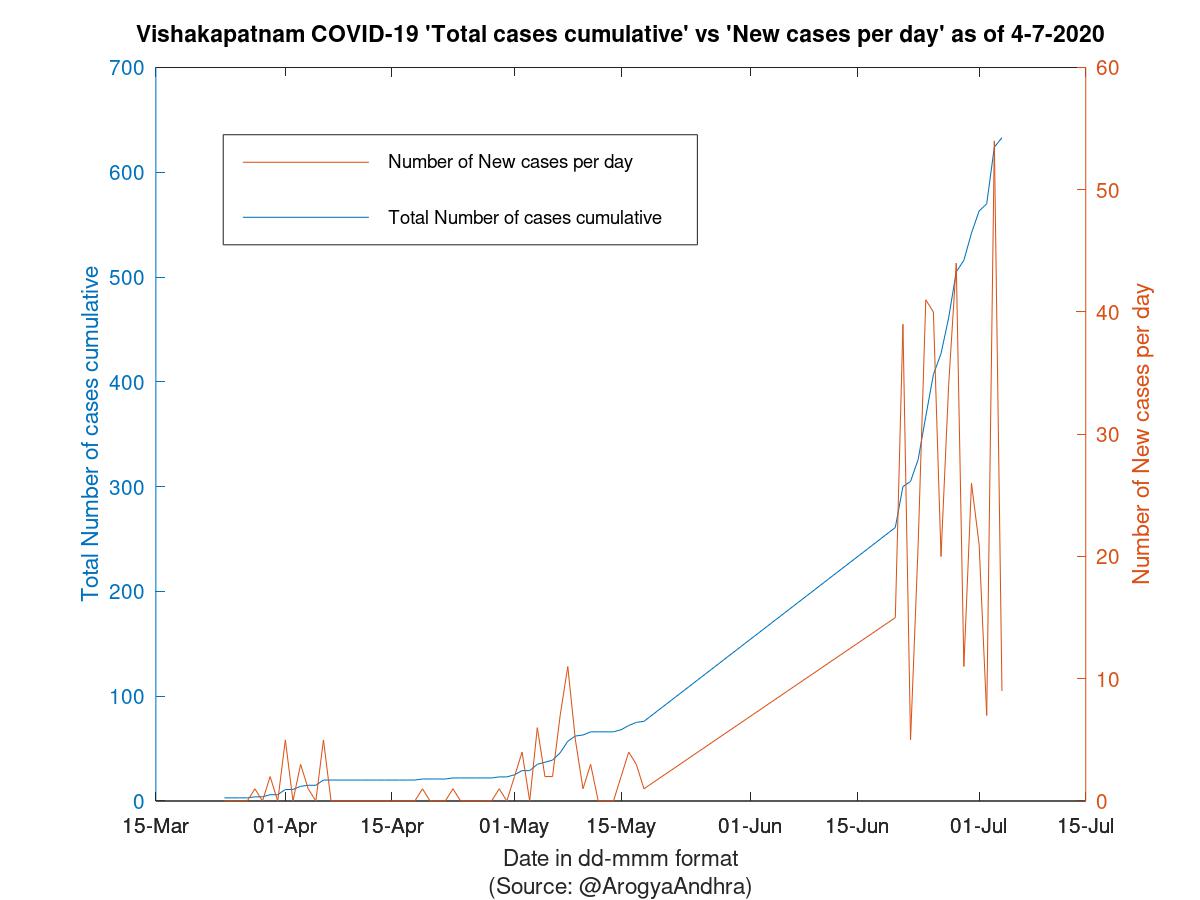 Vishakapatnam COVID-19 'Total cases cumulative' vs 'New cases per day' as of 4-7-2020
700
600
500
400
300
200
100
0
Total Number of cases cumulative
Number of New cases per day
Total Number of cases cumulative
60
50
40
30
20
10
0
Number of New cases per day
15-Mar 01-Apr 15-Apr 01-May 15-May 01-Jun 15-Jun 01-Jul 15-Jul
Date in dd-mmm format
(Source: @ArogyaAndhra)